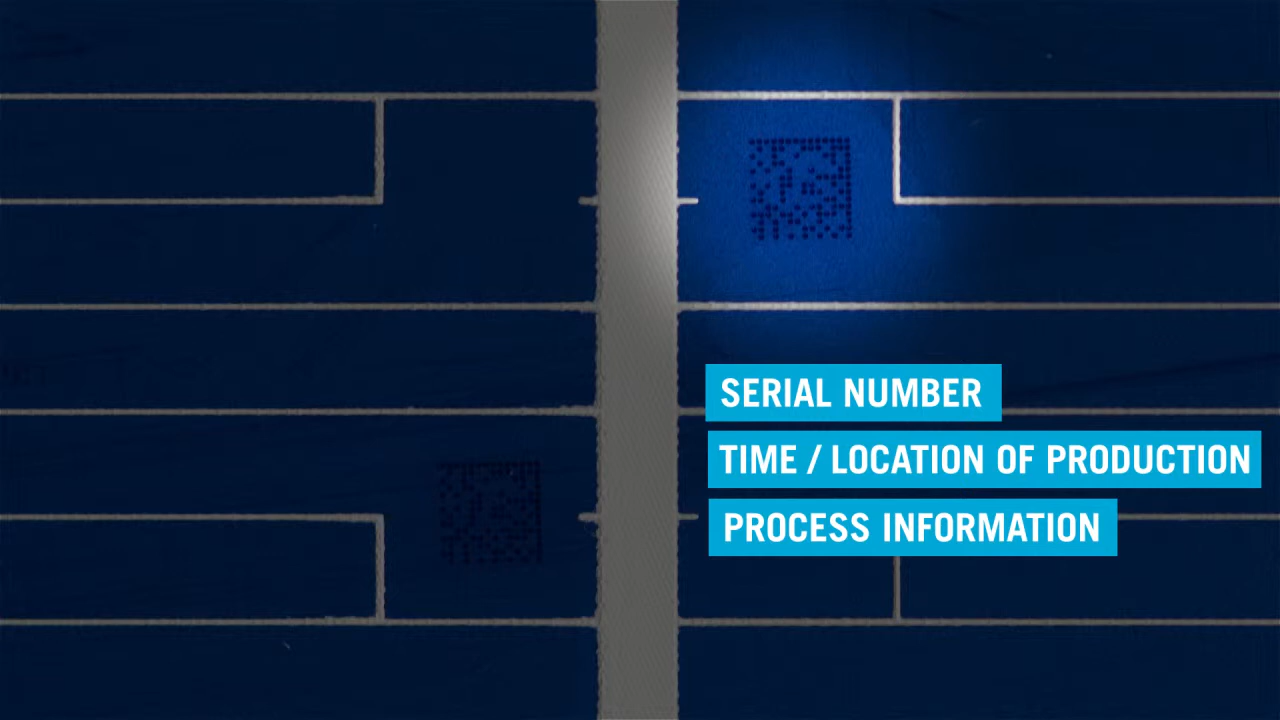 SERIAL NUMBER
TIME / LOCATION OF PRODUCTION
PROCESS INFORMATION